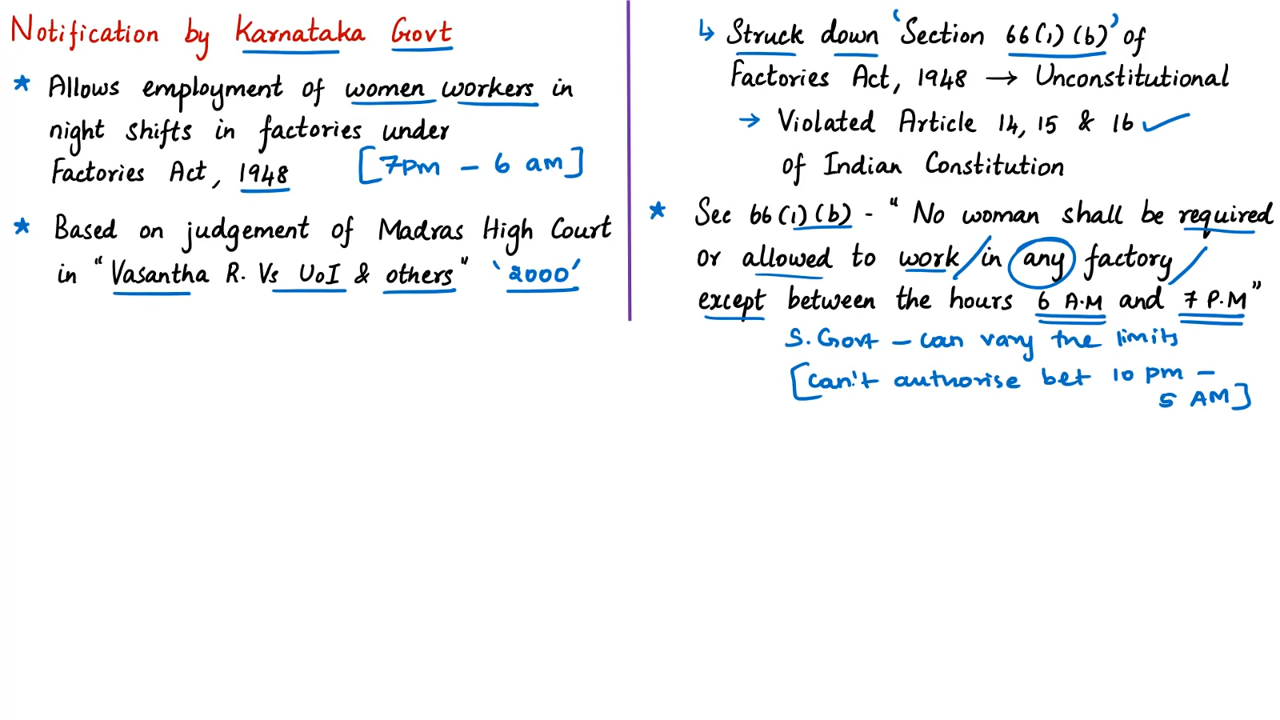 Notification by Karnataka Govt
* Allows employment of women workers in
night shifts in factories under
Factories Act, 1948 [7pm - 6 am]
* Based on judgement of Madras High Court
in "Vasantha R. Vs UoI & others" '2000'
↳ Struck down 'Section 66(1)(b)' of
Factories Act, 1948 → Unconstitutional
→ Violated Article 14, 15 & 16 ✓
of Indian Constitution
* Sec 66(1)(b) - "No woman shall be required
or allowed to work/in any factory/
except between the hours 6 A.M and 7 P.M"
S. Govt - can vary the limits
[can't authorise bet 10 pm -
5 AM]